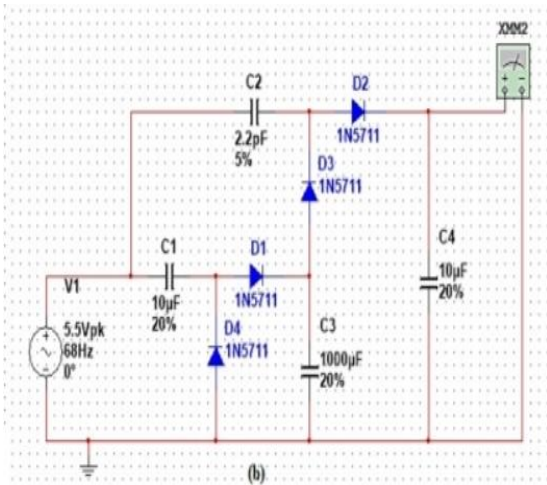 XMM2
C2
2.2pF
5%
D2
1N5711
D3
1N5711
C1
10µF
20%
D1
1N5711
V1
5.5Vpk
68Hz
0°
D4
1N5711
C3
1000µF
20%
C4
10µF
20%
(b)